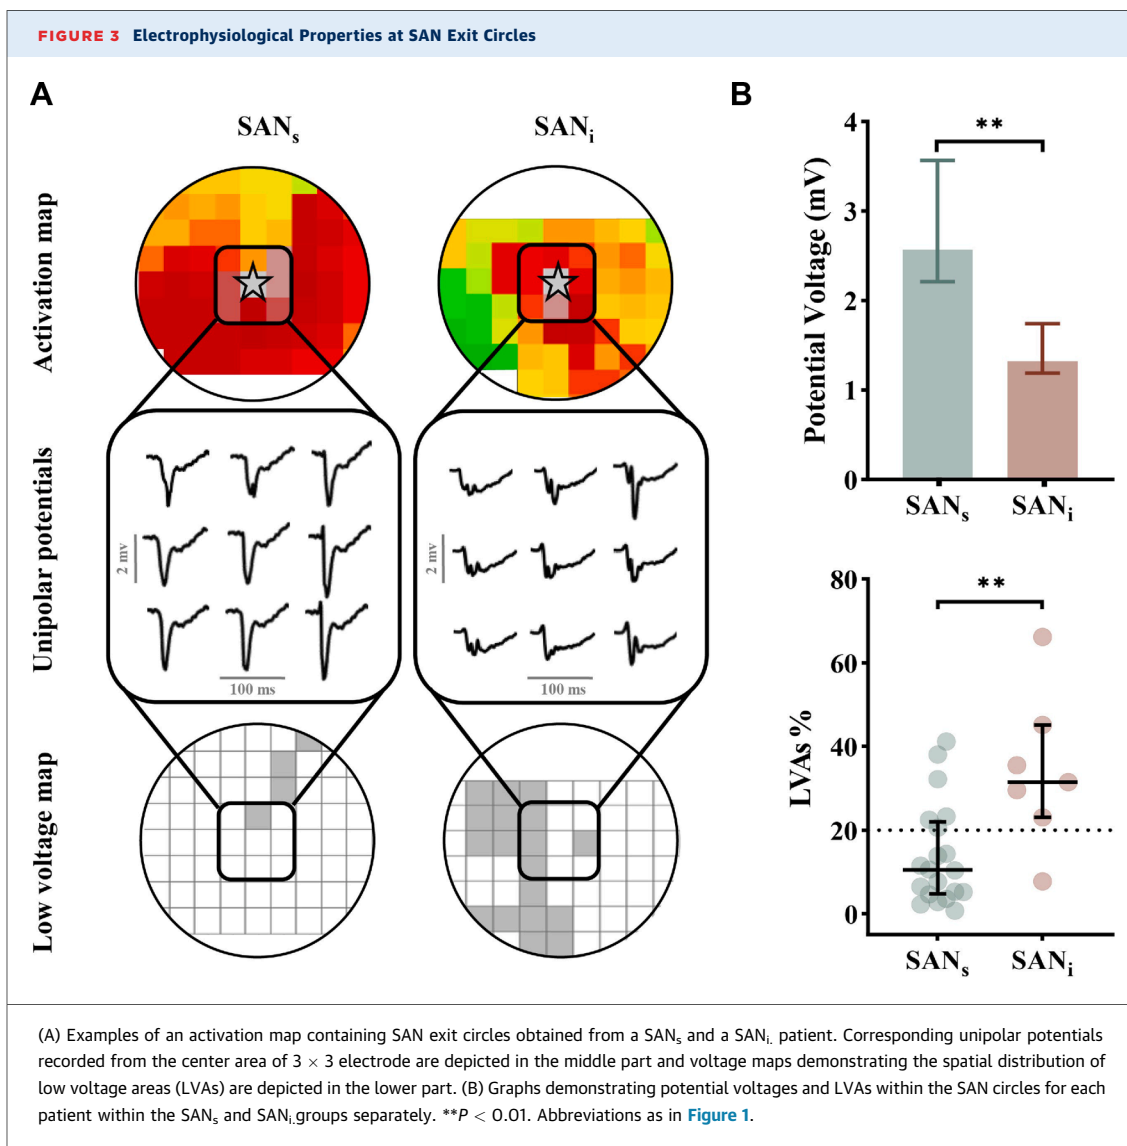 FIGURE 3 Electrophysiological Properties at SAN Exit Circles
A
SANs
SANi
Activation map
Unipolar potentials
2 mv
100 ms
2 mv
100 ms
Low voltage map
B
Potential Voltage (mV)
4
3
2
1
0
**
SANs
SANi
LVAs %
80
60
40
20
0
**
SANs
SANi
(A) Examples of an activation map containing SAN exit circles obtained from a SANs and a SANi. patient. Corresponding unipolar potentials
recorded from the center area of 3 × 3 electrode are depicted in the middle part and voltage maps demonstrating the spatial distribution of
low voltage areas (LVAs) are depicted in the lower part. (B) Graphs demonstrating potential voltages and LVAs within the SAN circles for each
patient within the SANs and SANi.groups separately. **P < 0.01. Abbreviations as in Figure 1.